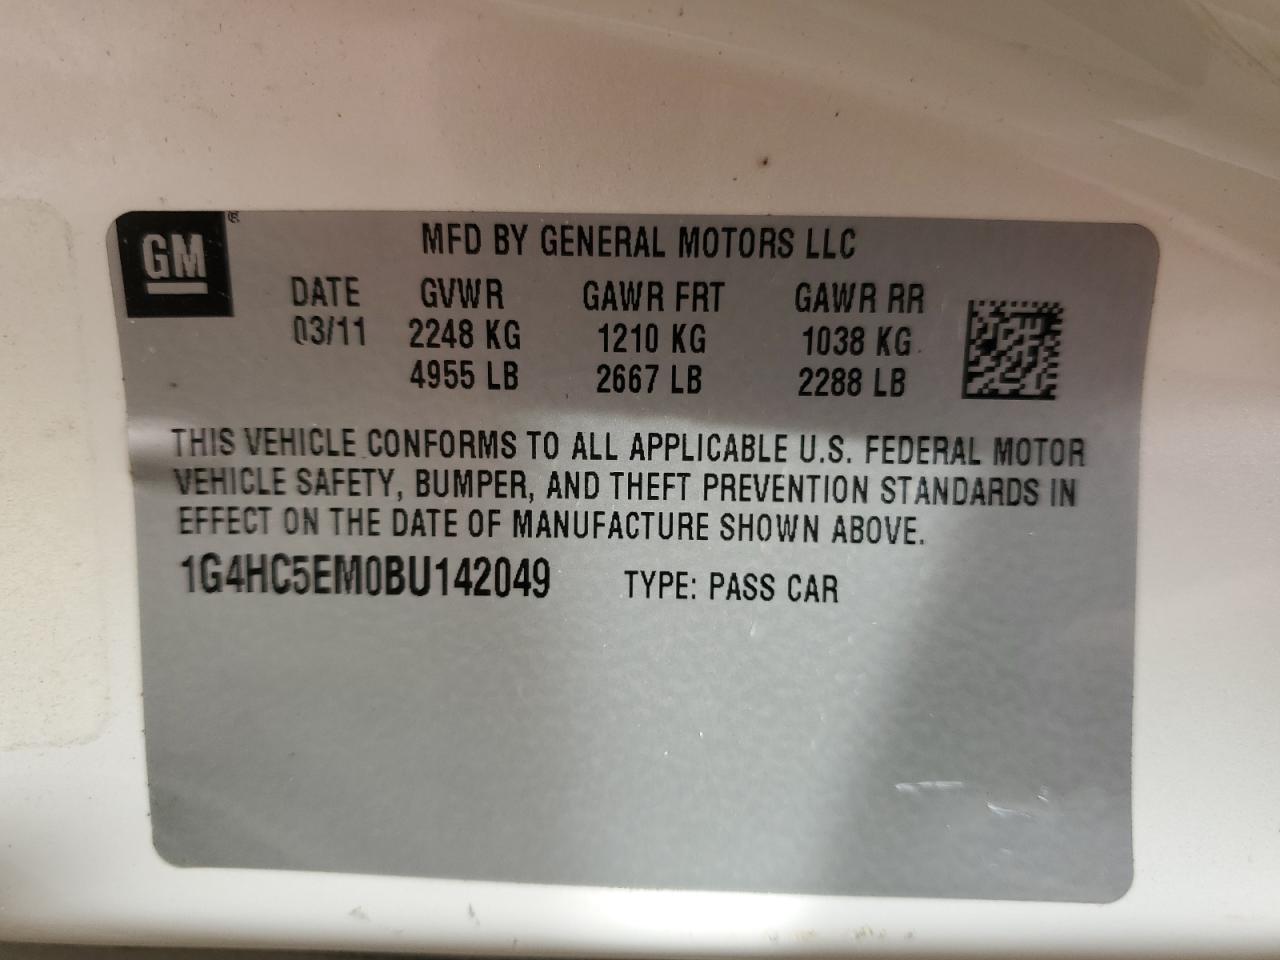 GM ®
MFD BY GENERAL MOTORS LLC
DATE GVWR GAWR FRT GAWR RR
03/11 2248 KG 1210 KG 1038 KG
4955 LB 2667 LB 2288 LB
THIS VEHICLE CONFORMS TO ALL APPLICABLE U.S. FEDERAL MOTOR
VEHICLE SAFETY, BUMPER, AND THEFT PREVENTION STANDARDS IN
EFFECT ON THE DATE OF MANUFACTURE SHOWN ABOVE.
1G4HC5EM0BU142049 TYPE: PASS CAR